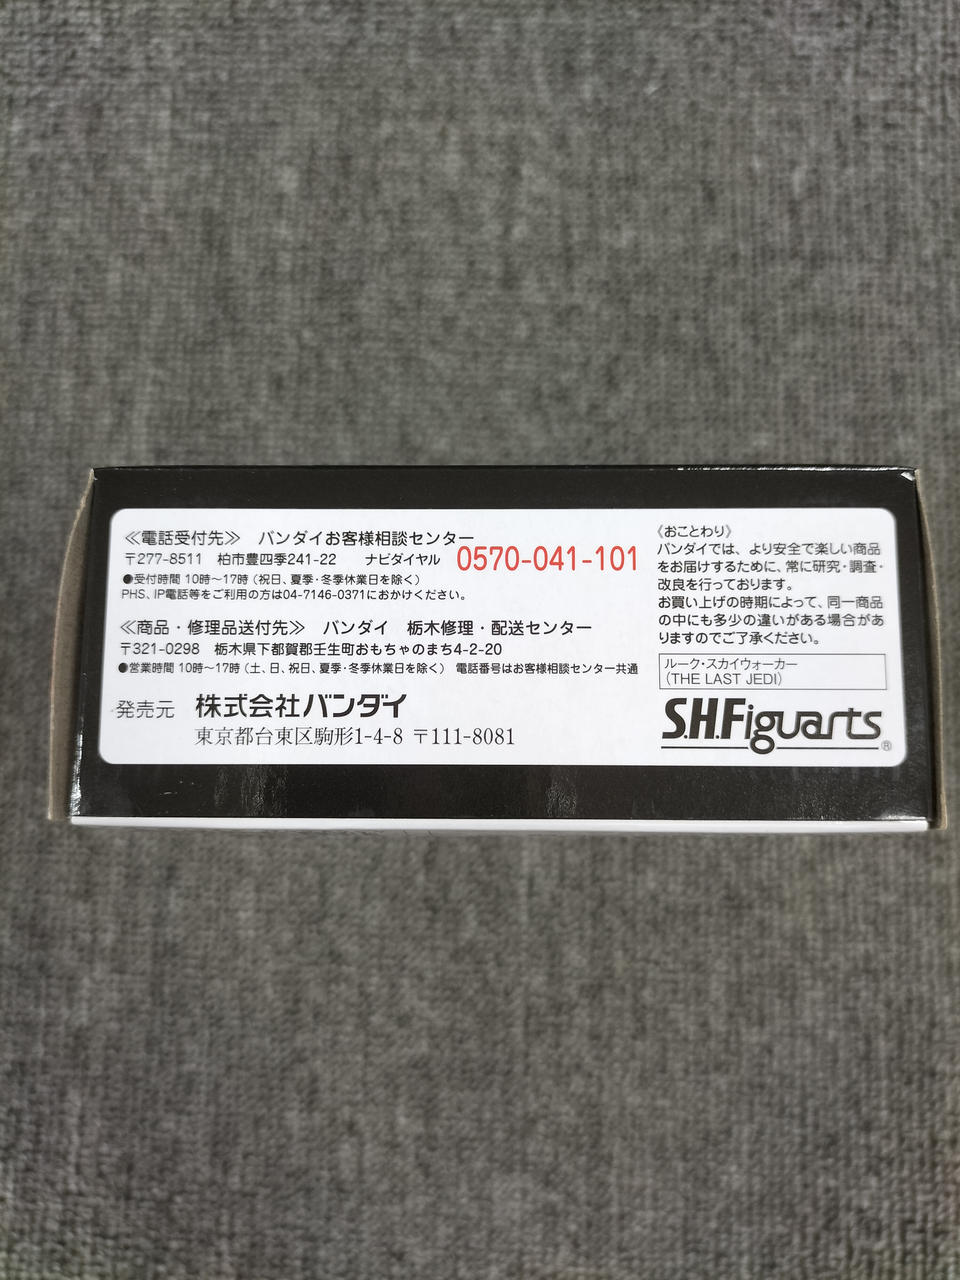 ≪電話受付先≫ バンダイお客様相談センター
〒277-8511 柏市豊四季241-22 ナビダイヤル 0570-041-101
●受付時間 10時〜17時（祝日、夏季・冬季休業日を除く）
PHS、IP電話等をご利用の方は04-7146-0371におかけください。
≪商品・修理品送付先≫ バンダイ 栃木修理・配送センター
〒321-0298 栃木県下都賀郡壬生町おもちゃのまち4-2-20
●営業時間 10時〜17時（土、日、祝日、夏季・冬季休業日を除く） 電話番号はお客様相談センター共通
発売元 株式会社バンダイ
東京都台東区駒形1-4-8 〒111-8081
《おことわり》
バンダイでは、より安全で楽しい商品
をお届けするために、常に研究・調査・
改良を行っております。
お買い上げの時期によって、同一商品
の中にも多少の違いがある場合があ
りますのでご了承ください。
ルーク・スカイウォーカー
（THE LAST JEDI）
S.H.Figuarts®